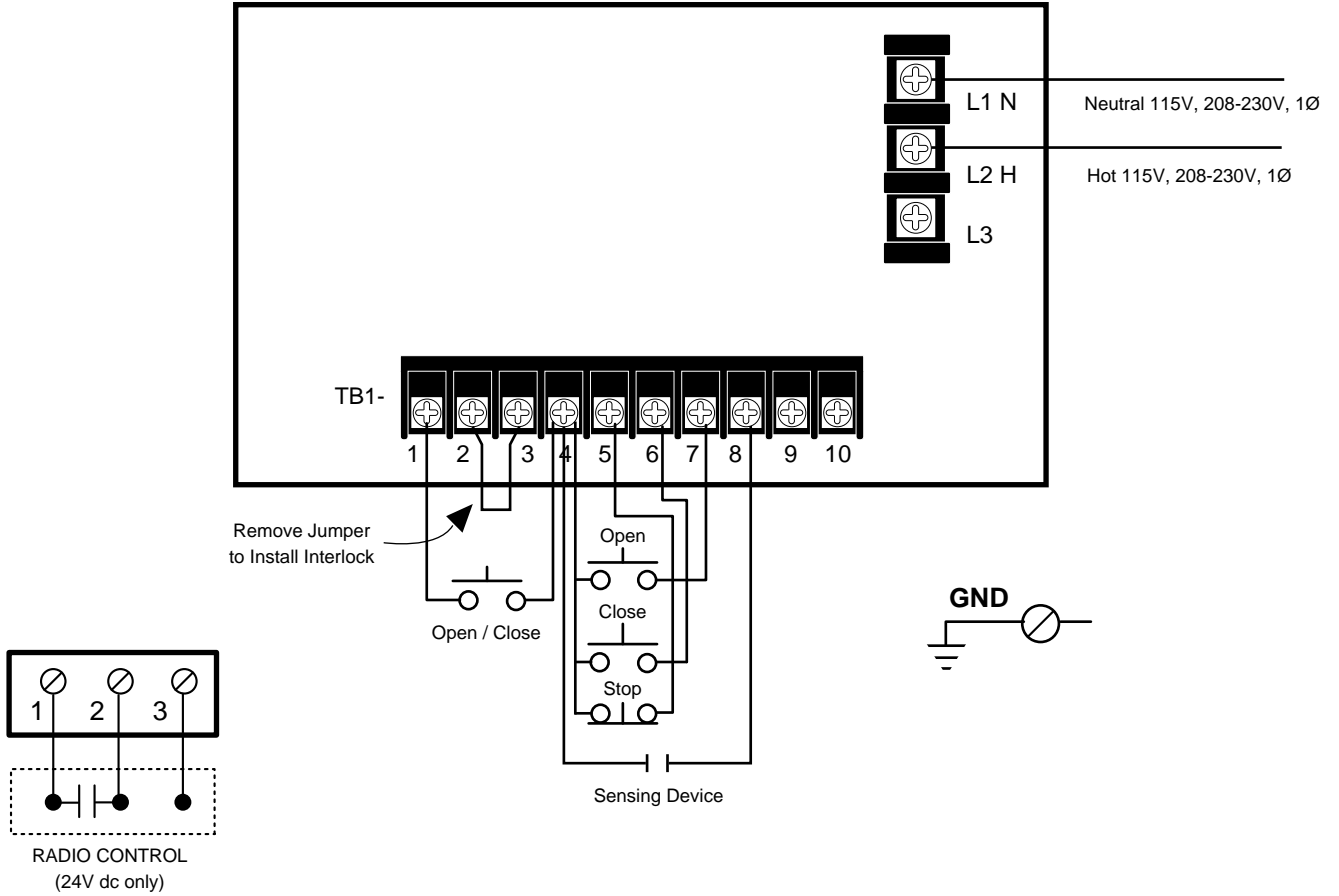 L1 N
Neutral 115V, 208-230V, 1Ø
L2 H
Hot 115V, 208-230V, 1Ø
L3
TB1-
1 2 3 4 5 6 7 8 9 10
Remove Jumper
to Install Interlock
Open / Close
Open
Close
Stop
Sensing Device
GND
1 2 3
RADIO CONTROL
(24V dc only)